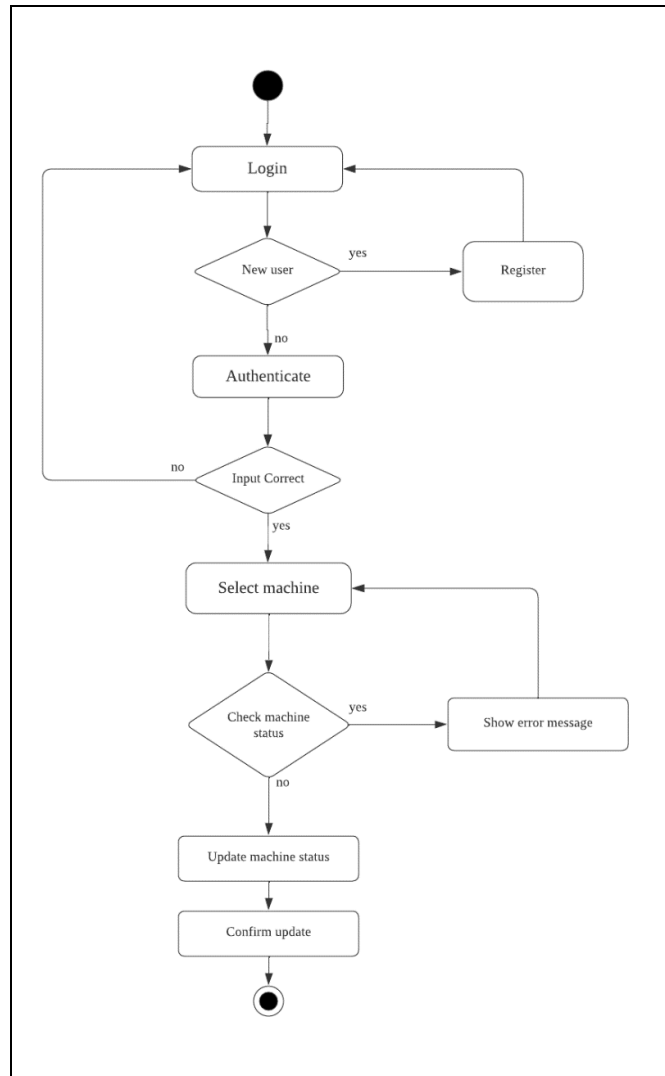 Login
New user
yes
Register
no
Authenticate
Input Correct
no
yes
Select machine
Check machine
status
yes
Show error message
no
Update machine status
Confirm update